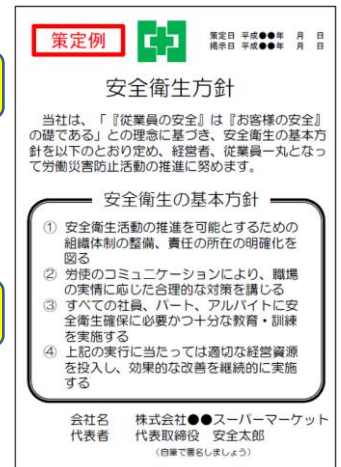 策定例
策定日 平成●●年 月 日
掲示日 平成●●年 月 日
安全衛生方針
当社は、「『従業員の安全』は『お客様の安全』
の礎である」との理念に基づき、安全衛生の基本方
針を以下のとおり定め、経営者、従業員一丸となっ
て労働災害防止活動の推進に努めます。
安全衛生の基本方針
① 安全衛生活動の推進を可能とするための
組織体制の整備、責任の所在の明確化を
図る
② 労使のコミュニケーションにより、職場
の実情に応じた合理的な対策を講じる
③ すべての社員、パート、アルバイトに安
全衛生確保に必要かつ十分な教育・訓練
を実施する
④ 上記の実行に当たっては適切な経営資源
を投入し、効果的な改善を継続的に実施
する
会社名 株式会社●●スーパーマーケット
代表者 代表取締役 安全太郎
（自筆で署名しましょう）